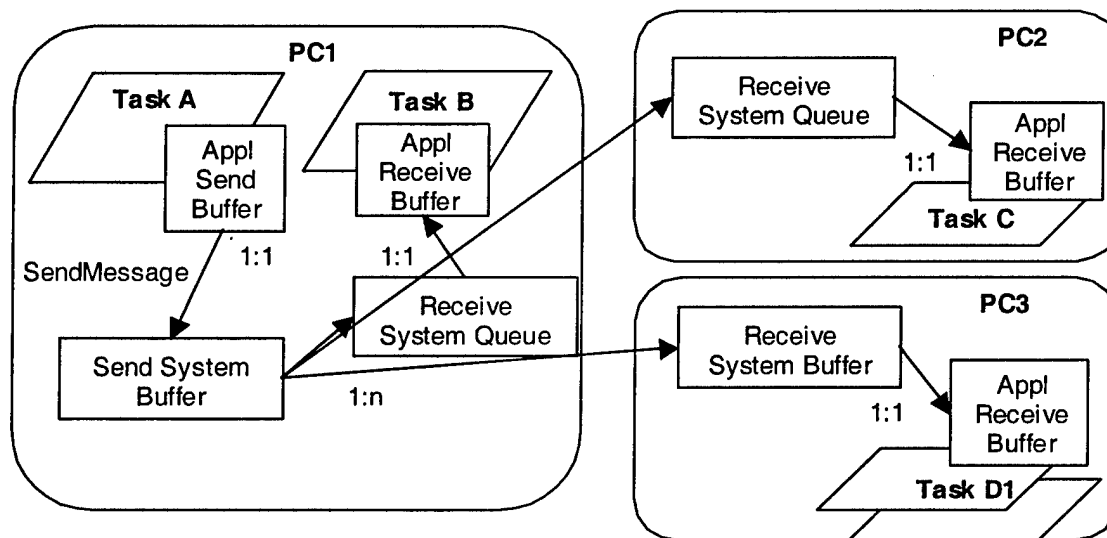 PC1
Task A
Appl
Send
Buffer
1:1
SendMessage
Send System
Buffer
1:n
Task B
Appl
Receive
Buffer
1:1
Receive
System Queue
PC2
Receive
System Queue
1:1
Appl
Receive
Buffer
Task C
PC3
Receive
System Buffer
1:1
Appl
Receive
Buffer
Task D1